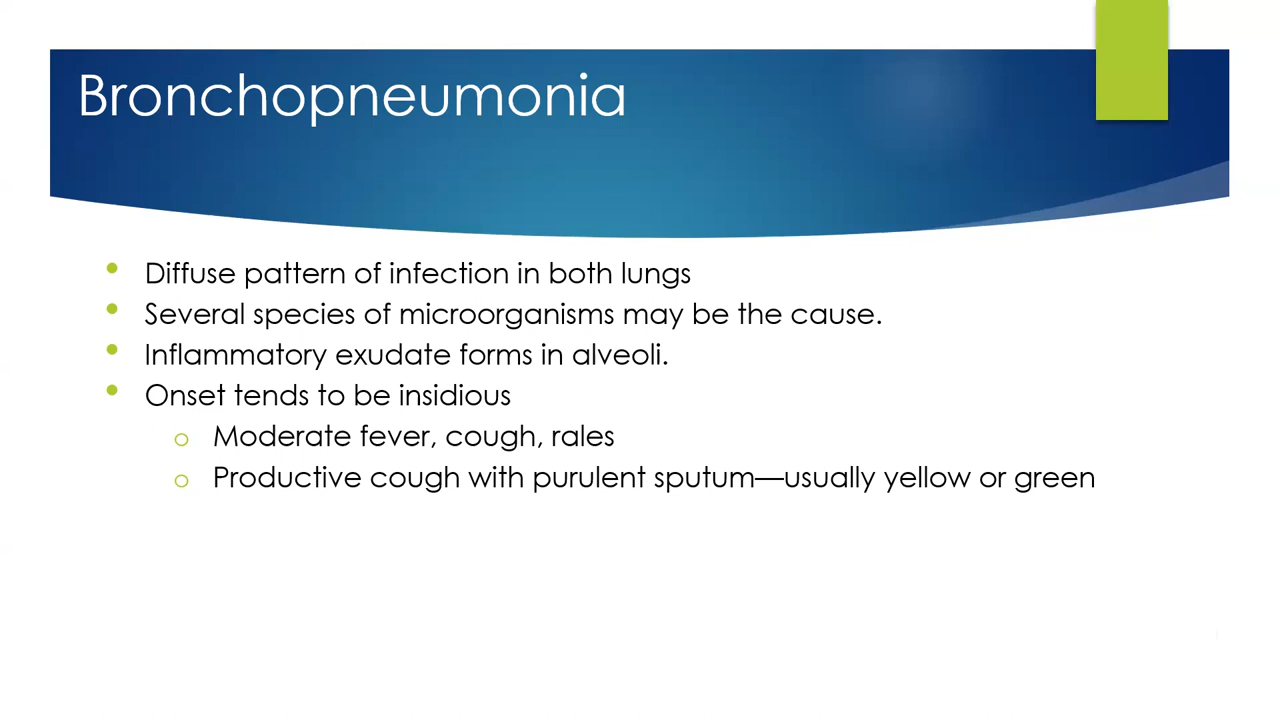 Bronchopneumonia
• Diffuse pattern of infection in both lungs
• Several species of microorganisms may be the cause.
• Inflammatory exudate forms in alveoli.
• Onset tends to be insidious
o Moderate fever, cough, rales
o Productive cough with purulent sputum—usually yellow or green